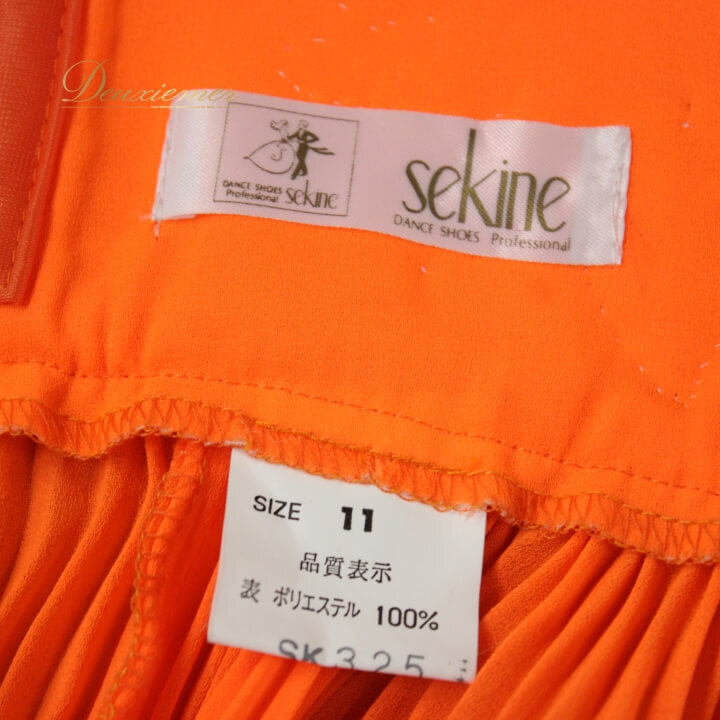 Deuxiemer
S
DANCE SHOES
Professional sekine
sekine
DANCE SHOES Professional
SIZE 11
品質表示
表 ポリエステル 100%
SK325